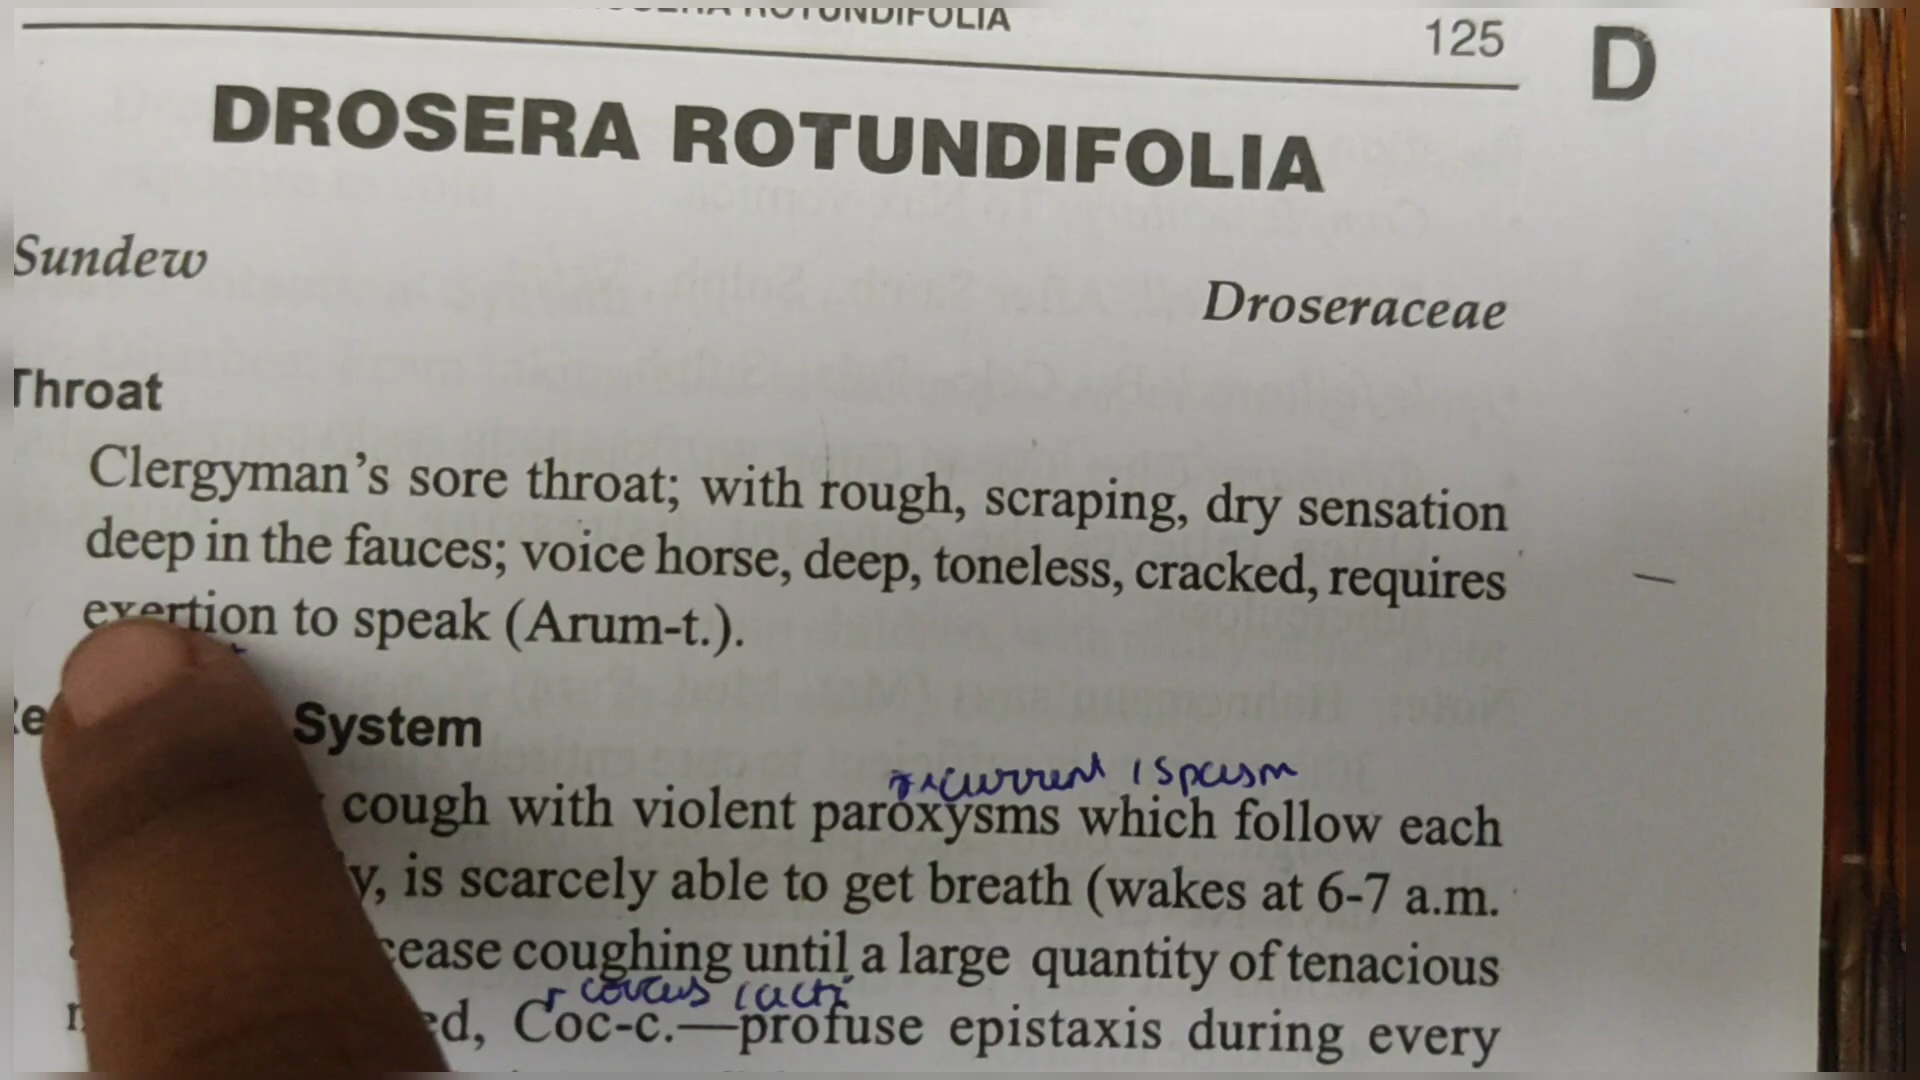 ROTUNDIFOLIA 125 D
DROSERA ROTUNDIFOLIA
Sundew
Droseraceae
Throat
Clergyman's sore throat; with rough, scraping, dry sensation
deep in the fauces; voice horse, deep, toneless, cracked, requires
exertion to speak (Arum-t.).
System
recurrent spasm
cough with violent paroxysms which follow each
is scarcely able to get breath (wakes at 6-7 a.m.
coughing until a large quantity of tenacious
coccus cacti
Coc-c.—profuse epistaxis during every